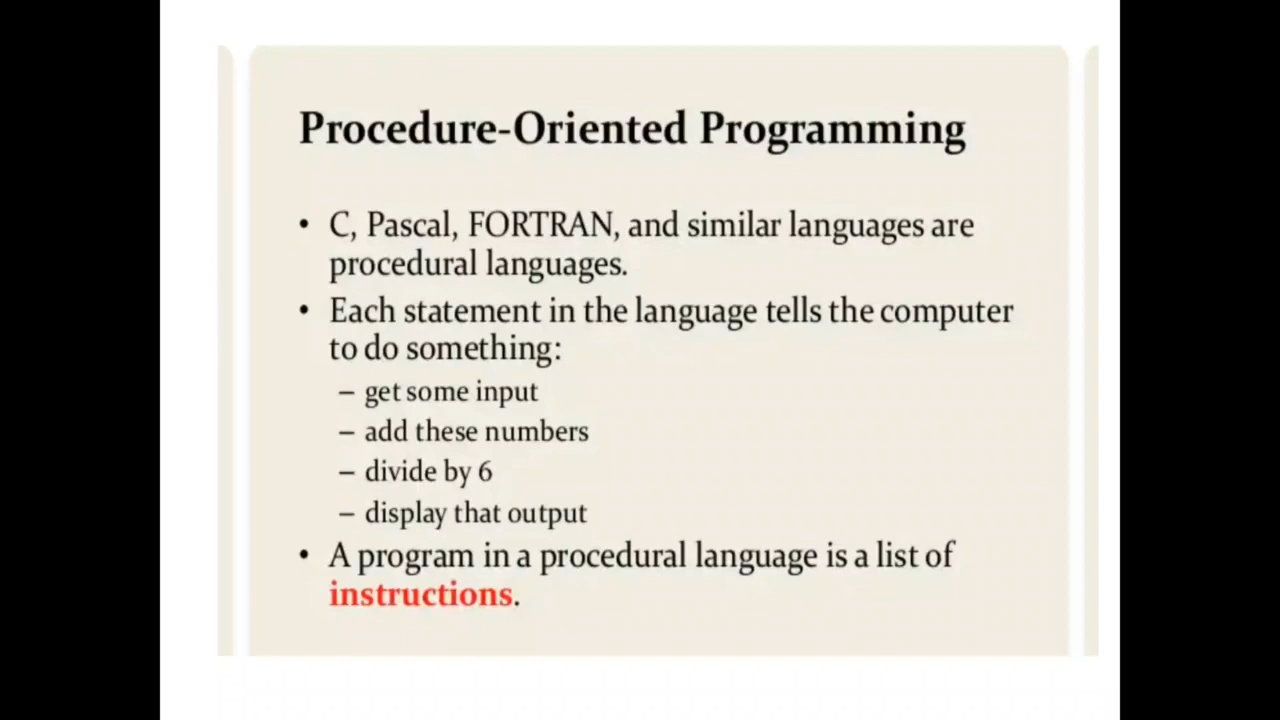 Procedure-Oriented Programming
• C, Pascal, FORTRAN, and similar languages are
procedural languages.
• Each statement in the language tells the computer
to do something:
– get some input
– add these numbers
– divide by 6
– display that output
• A program in a procedural language is a list of
instructions.